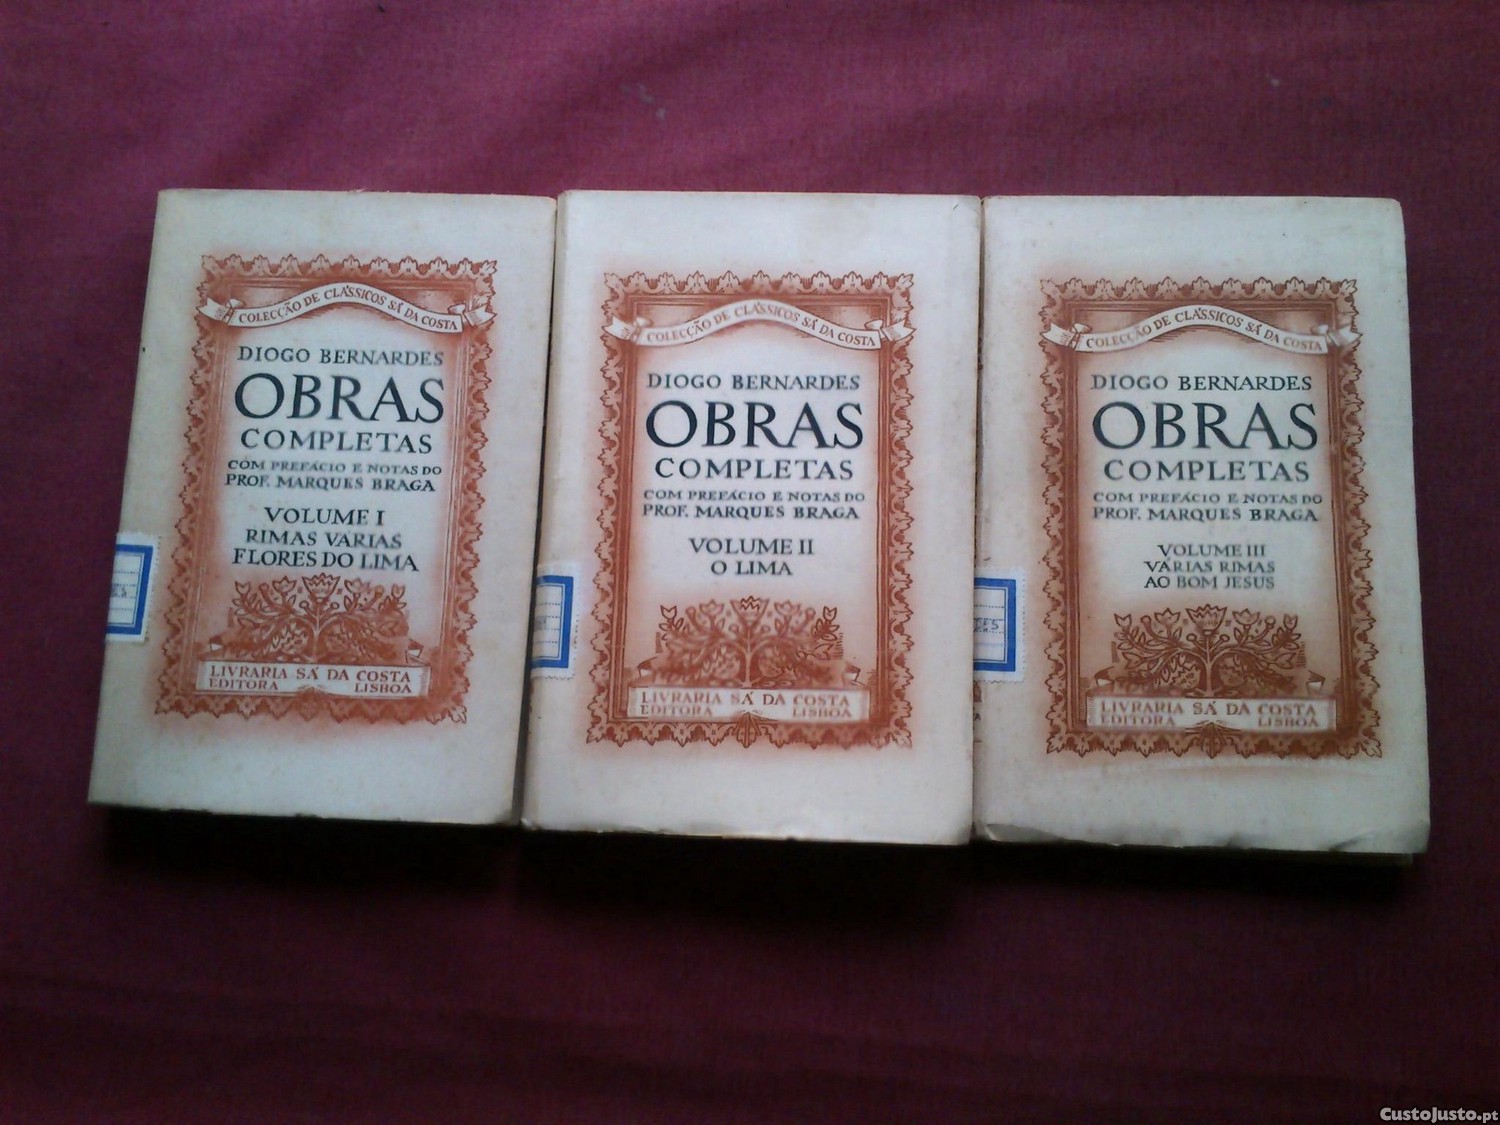 COLECÇÃO DE CLÁSSICOS SÁ DA COSTA
DIOGO BERNARDES
OBRAS
COMPLETAS
COM PREFÁCIO E NOTAS DO
PROF. MARQUES BRAGA
VOLUME I
RIMAS VÁRIAS
FLORES DO LIMA
LIVRARIA SÁ DA COSTA
EDITORA LISBOA
COLECÇÃO DE CLÁSSICOS SÁ DA COSTA
DIOGO BERNARDES
OBRAS
COMPLETAS
COM PREFÁCIO E NOTAS DO
PROF. MARQUES BRAGA
VOLUME II
O LIMA
LIVRARIA SÁ DA COSTA
EDITORA LISBOA
COLECÇÃO DE CLÁSSICOS SÁ DA COSTA
DIOGO BERNARDES
OBRAS
COMPLETAS
COM PREFÁCIO E NOTAS DO
PROF. MARQUES BRAGA
VOLUME III
VÁRIAS RIMAS
AO BOM JESUS
LIVRARIA SÁ DA COSTA
EDITORA LISBOA
CustoJusto.pt